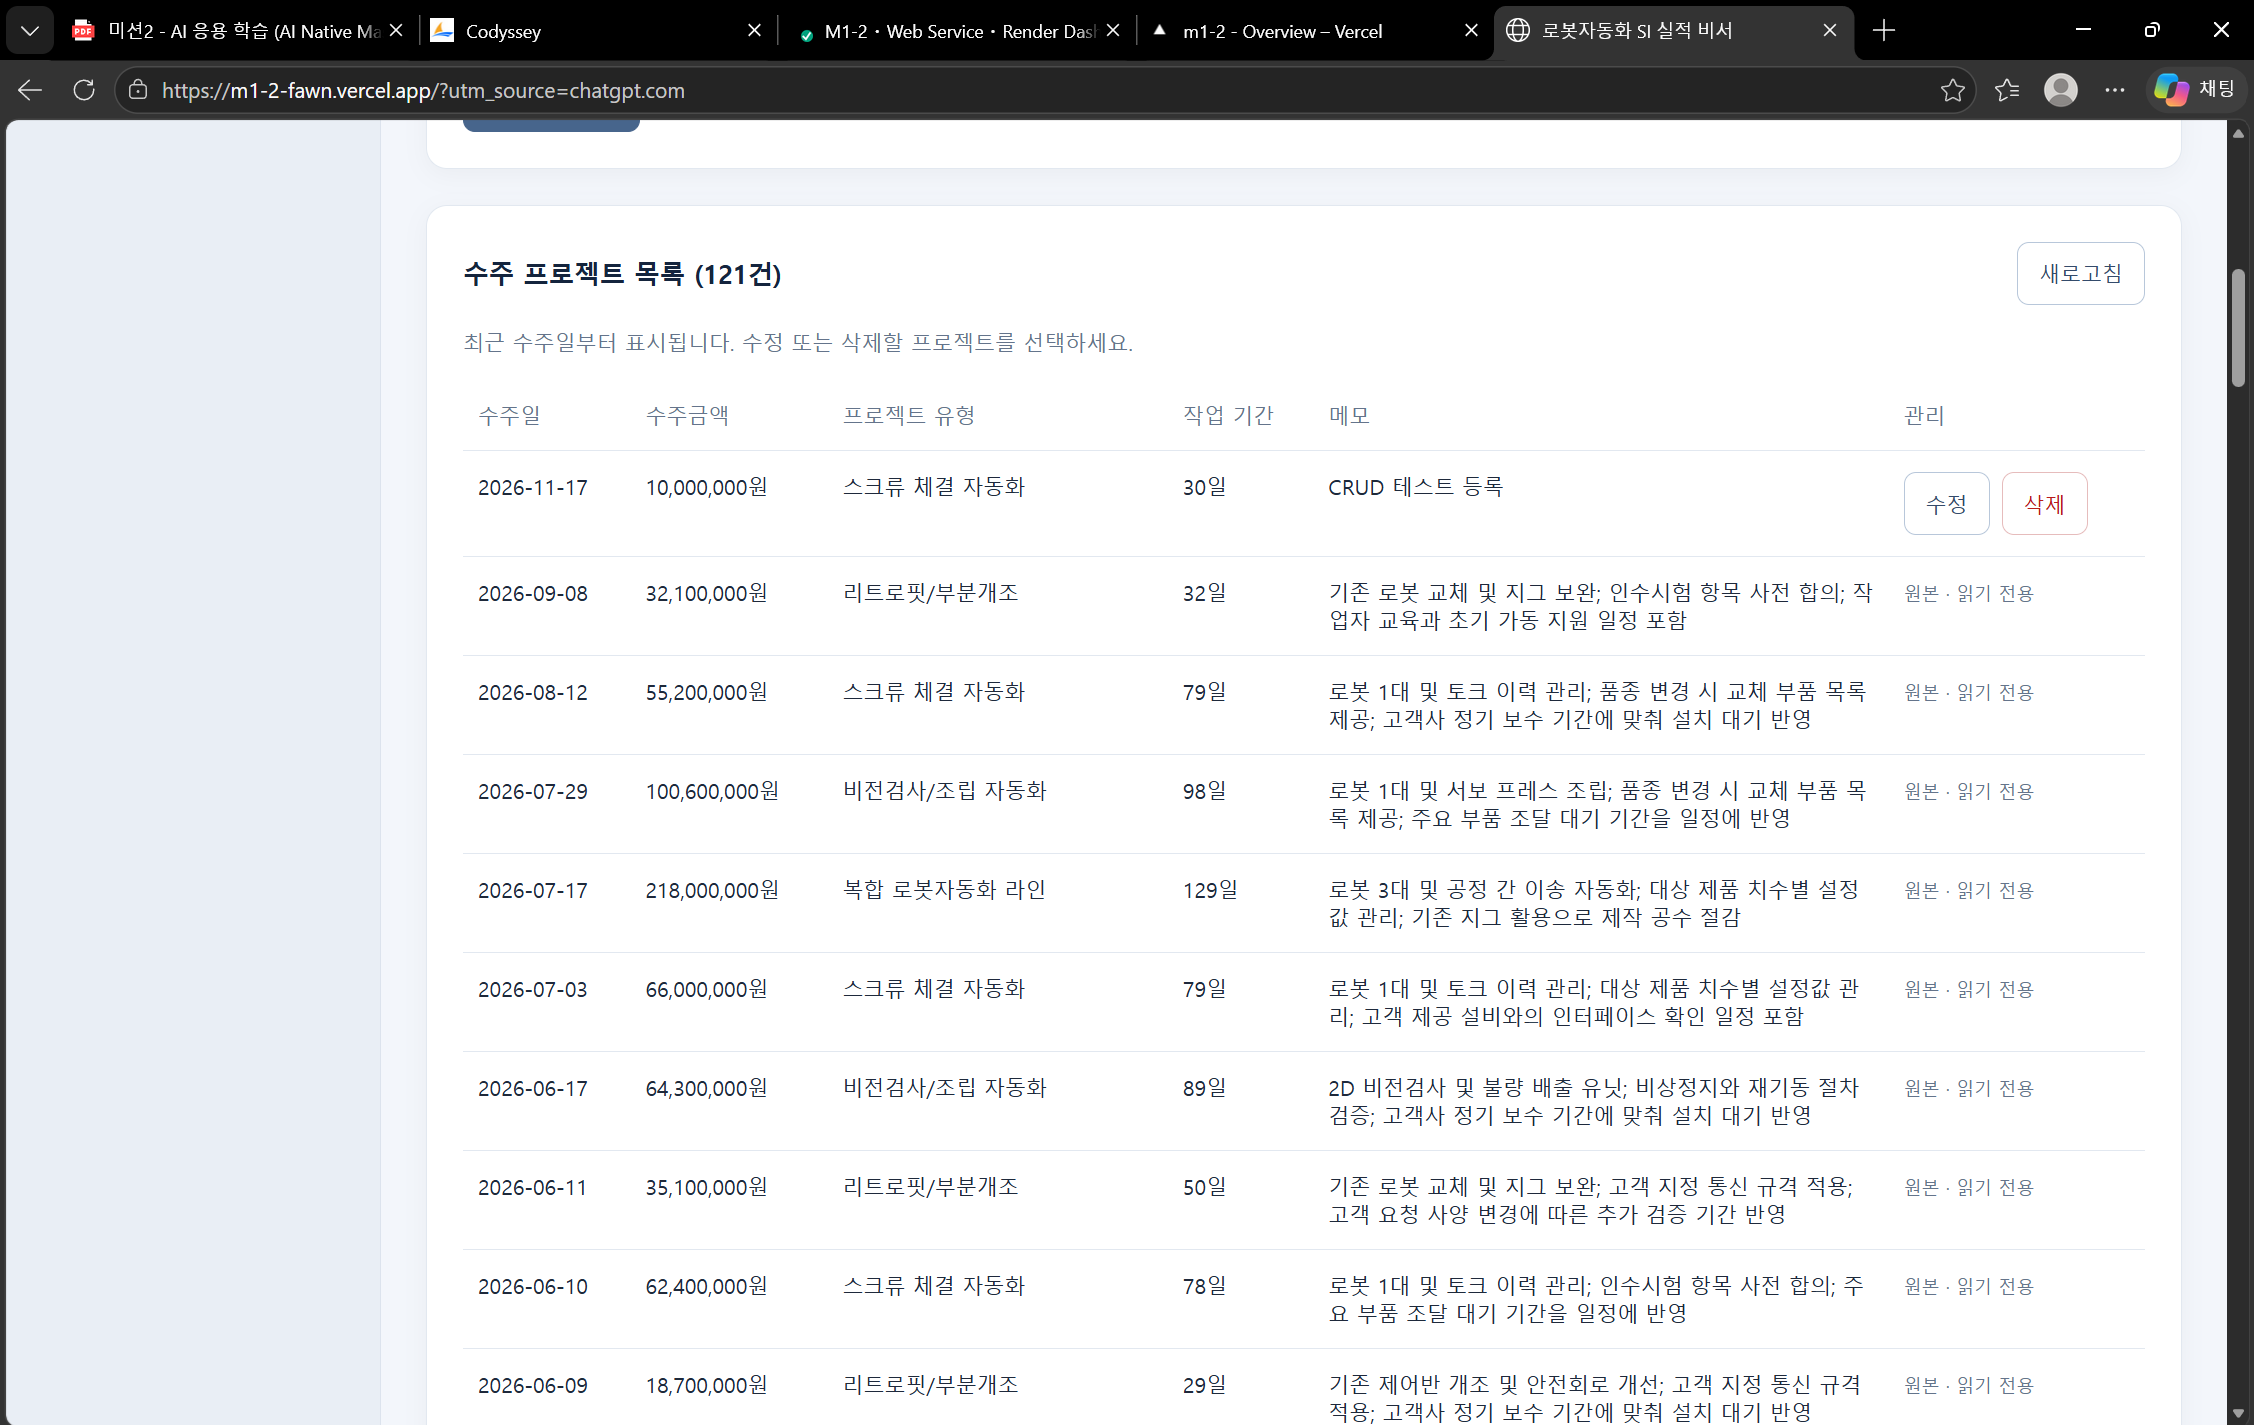 미션2 - AI 응용 학습 (AI Native Ma
Codyssey
M1-2 · Web Service · Render Dash
m1-2 - Overview – Vercel
로봇자동화 SI 실적 비서
https://m1-2-fawn.vercel.app/?utm_source=chatgpt.com
채팅
수주 프로젝트 목록 (121건)
새로고침
최근 수주일부터 표시됩니다. 수정 또는 삭제할 프로젝트를 선택하세요.
수주일 수주금액 프로젝트 유형 작업 기간 메모 관리
2026-11-17 10,000,000원 스크류 체결 자동화 30일 CRUD 테스트 등록 수정 삭제
2026-09-08 32,100,000원 리트로핏/부분개조 32일 기존 로봇 교체 및 지그 보완; 인수시험 항목 사전 합의; 작 원본 · 읽기 전용
업자 교육과 초기 가동 지원 일정 포함
2026-08-12 55,200,000원 스크류 체결 자동화 79일 로봇 1대 및 토크 이력 관리; 품종 변경 시 교체 부품 목록 원본 · 읽기 전용
제공; 고객사 정기 보수 기간에 맞춰 설치 대기 반영
2026-07-29 100,600,000원 비전검사/조립 자동화 98일 로봇 1대 및 서보 프레스 조립; 품종 변경 시 교체 부품 목 원본 · 읽기 전용
록 제공; 주요 부품 조달 대기 기간을 일정에 반영
2026-07-17 218,000,000원 복합 로봇자동화 라인 129일 로봇 3대 및 공정 간 이송 자동화; 대상 제품 치수별 설정 원본 · 읽기 전용
값 관리; 기존 지그 활용으로 제작 공수 절감
2026-07-03 66,000,000원 스크류 체결 자동화 79일 로봇 1대 및 토크 이력 관리; 대상 제품 치수별 설정값 관 원본 · 읽기 전용
리; 고객 제공 설비와의 인터페이스 확인 일정 포함
2026-06-17 64,300,000원 비전검사/조립 자동화 89일 2D 비전검사 및 불량 배출 유닛; 비상정지와 재기동 절차 원본 · 읽기 전용
검증; 고객사 정기 보수 기간에 맞춰 설치 대기 반영
2026-06-11 35,100,000원 리트로핏/부분개조 50일 기존 로봇 교체 및 지그 보완; 고객 지정 통신 규격 적용; 원본 · 읽기 전용
고객 요청 사양 변경에 따른 추가 검증 기간 반영
2026-06-10 62,400,000원 스크류 체결 자동화 78일 로봇 1대 및 토크 이력 관리; 인수시험 항목 사전 합의; 주 원본 · 읽기 전용
요 부품 조달 대기 기간을 일정에 반영
2026-06-09 18,700,000원 리트로핏/부분개조 29일 기존 제어반 개조 및 안전회로 개선; 고객 지정 통신 규격 원본 · 읽기 전용
적용; 고객사 정기 보수 기간에 맞춰 설치 대기 반영